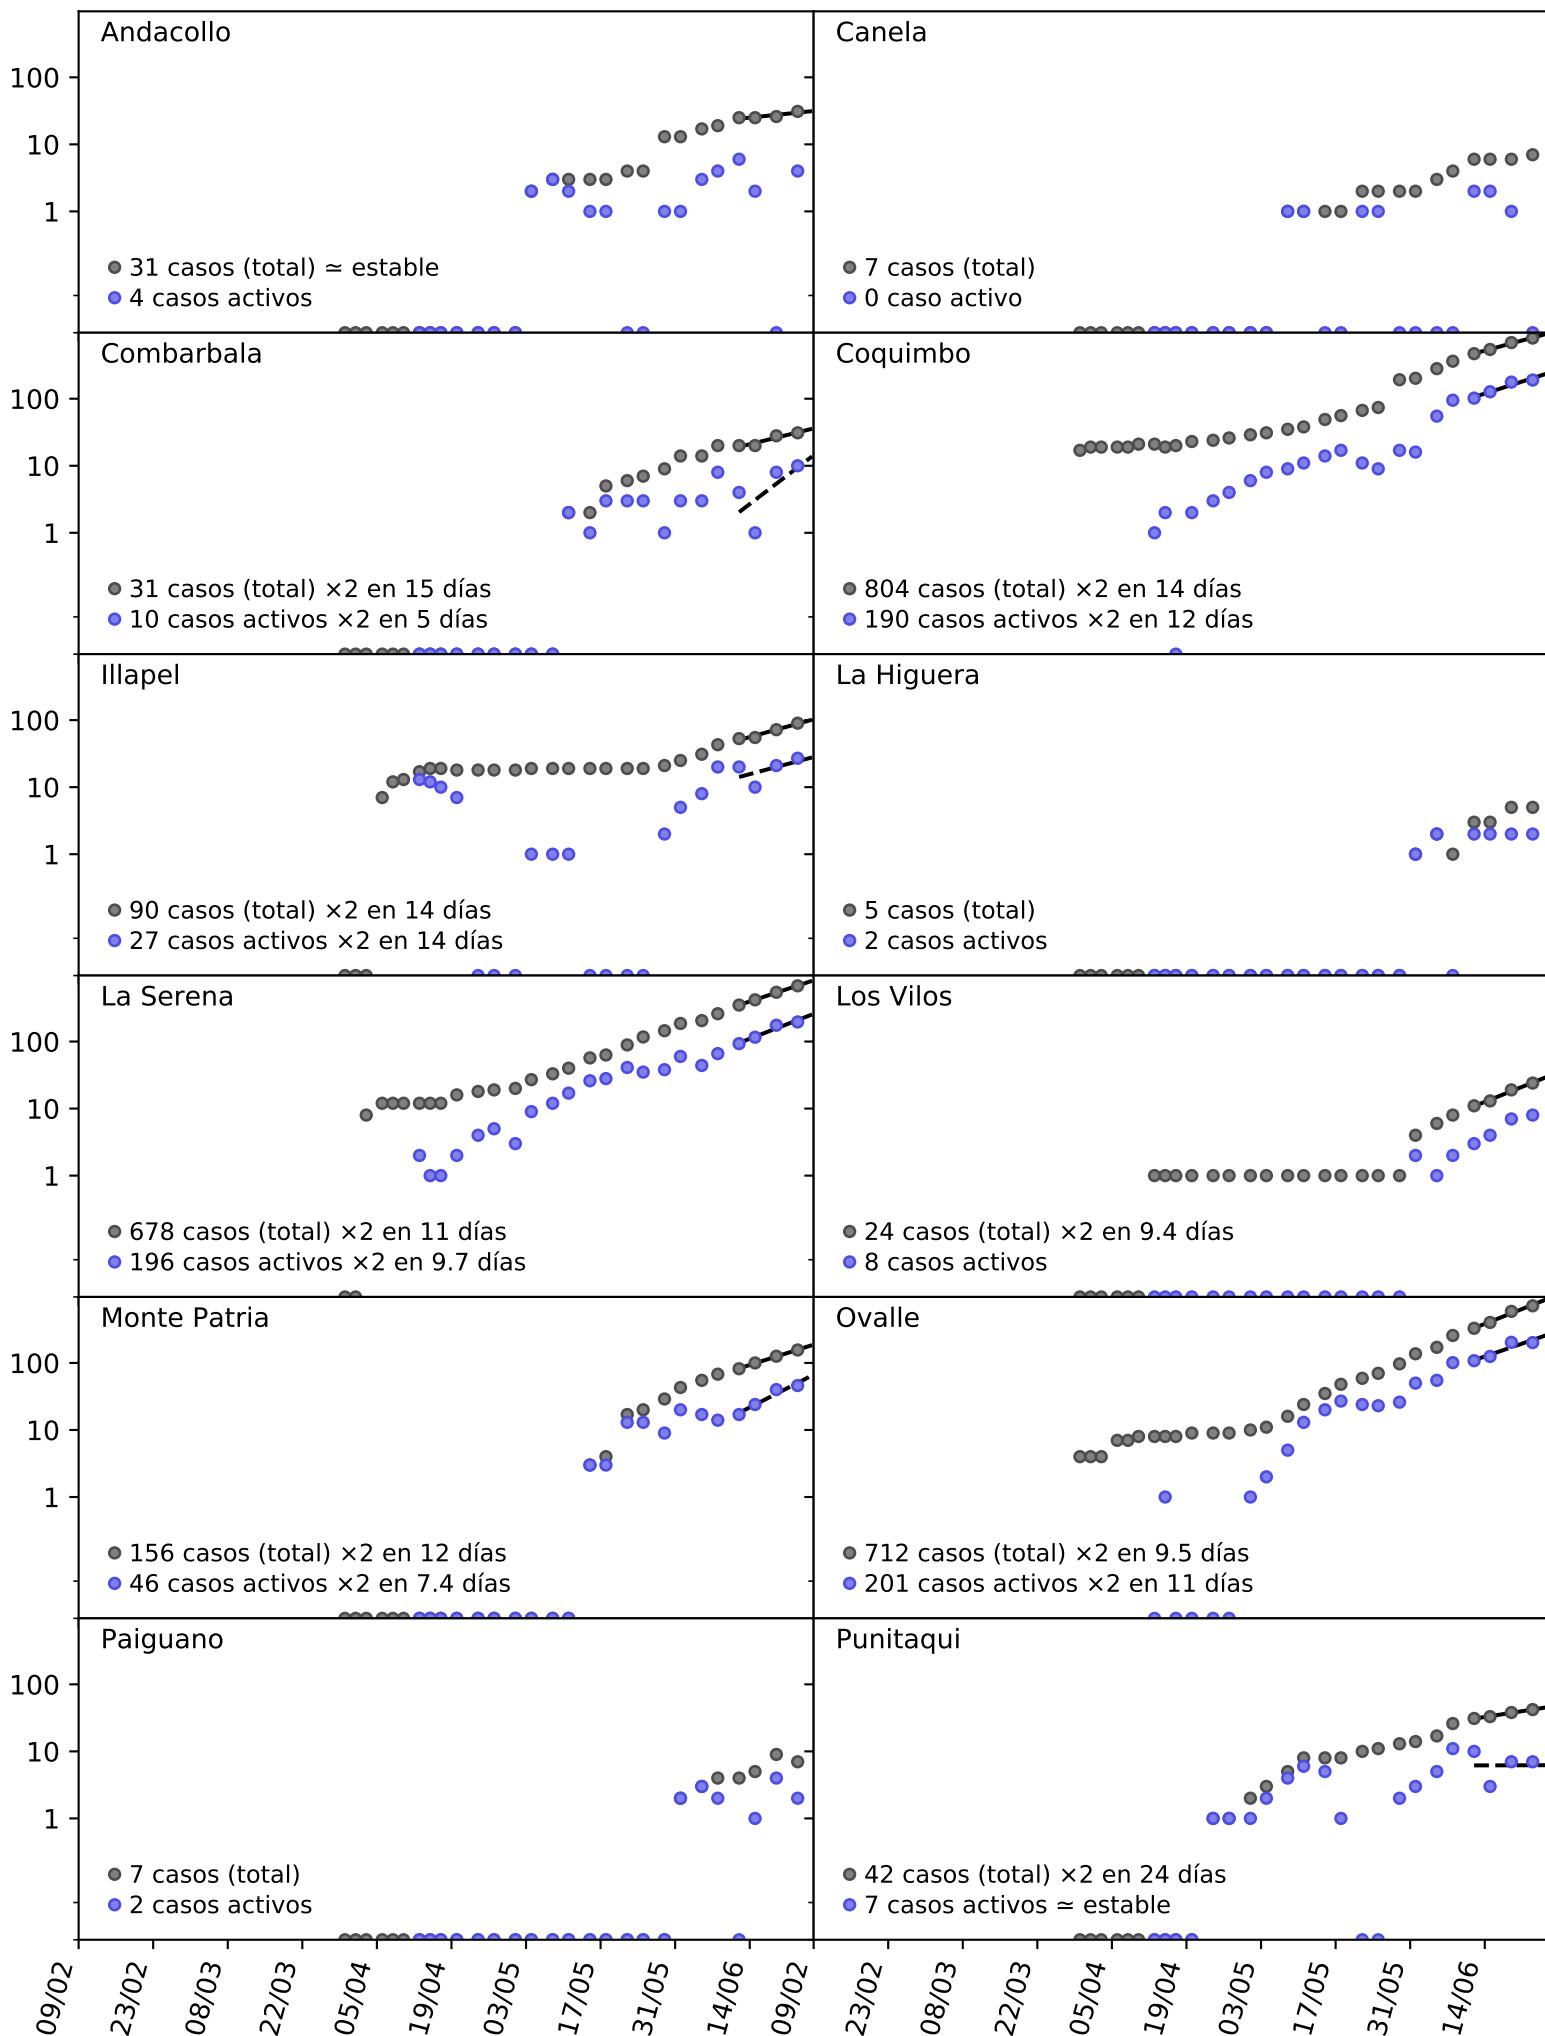 Andacollo
Canela
100
10
1
31 casos (total) ≃ estable
4 casos activos
7 casos (total)
0 caso activo
Combarbala
Coquimbo
100
10
1
31 casos (total) ×2 en 15 días
10 casos activos ×2 en 5 días
804 casos (total) ×2 en 14 días
190 casos activos ×2 en 12 días
Illapel
La Higuera
100
10
1
90 casos (total) ×2 en 14 días
27 casos activos ×2 en 14 días
5 casos (total)
2 casos activos
La Serena
Los Vilos
100
10
1
678 casos (total) ×2 en 11 días
196 casos activos ×2 en 9.7 días
24 casos (total) ×2 en 9.4 días
8 casos activos
Monte Patria
Ovalle
100
10
1
156 casos (total) ×2 en 12 días
46 casos activos ×2 en 7.4 días
712 casos (total) ×2 en 9.5 días
201 casos activos ×2 en 11 días
Paiguano
Punitaqui
100
10
1
7 casos (total)
2 casos activos
42 casos (total) ×2 en 24 días
7 casos activos ≃ estable
09/02
23/02
08/03
22/03
05/04
19/04
03/05
17/05
31/05
14/06
09/02
23/02
08/03
22/03
05/04
19/04
03/05
17/05
31/05
14/06